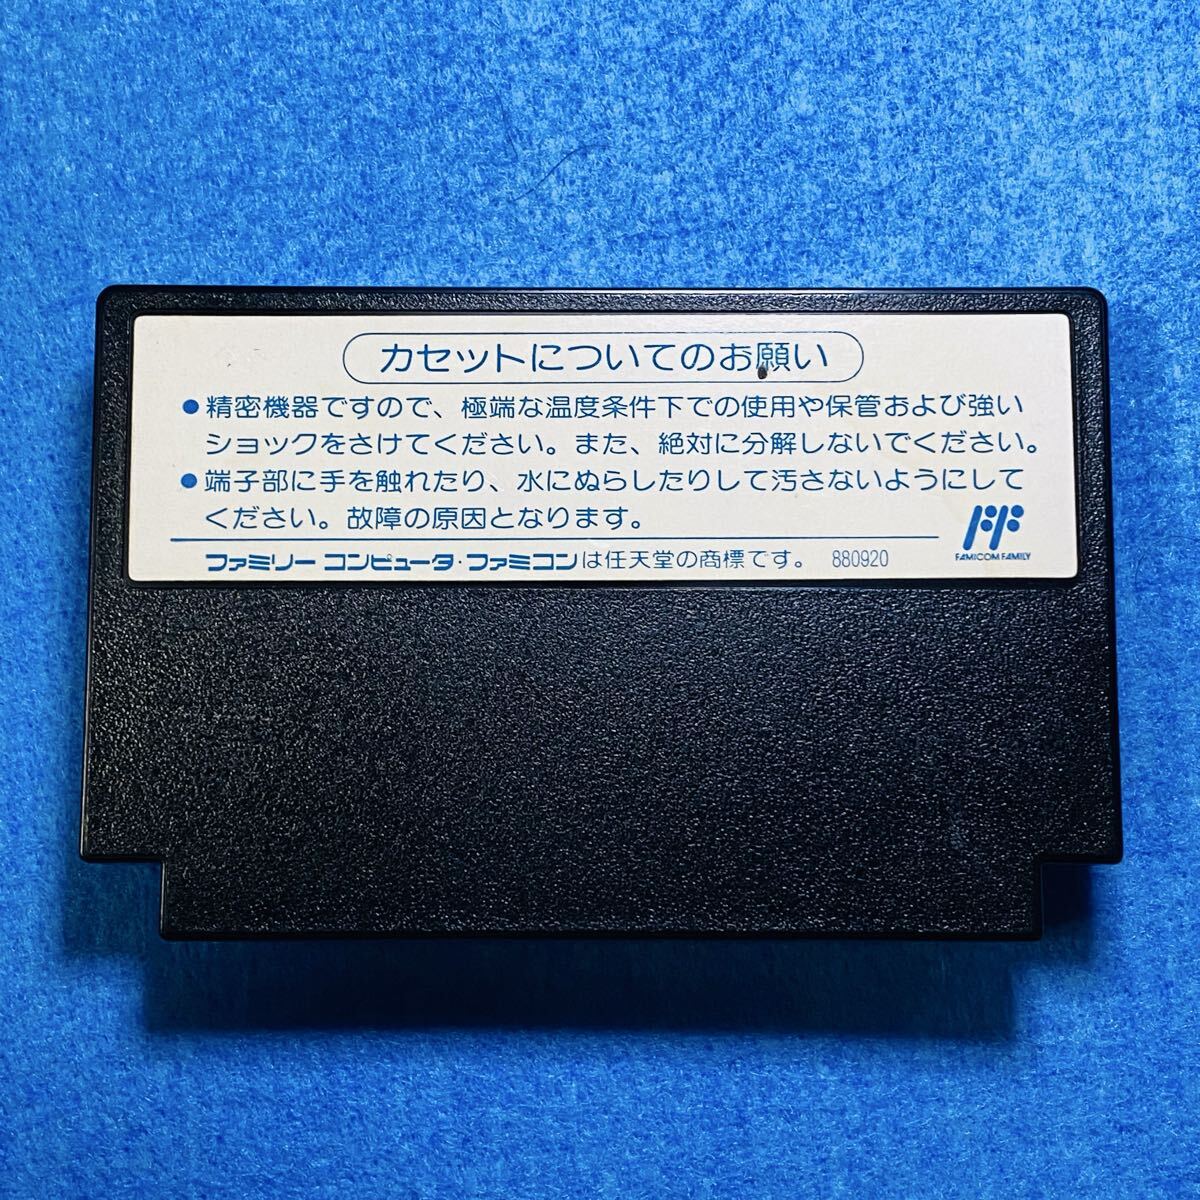 カセットについてのお願い
●精密機器ですので、極端な温度条件下での使用や保管および強い
ショックをさけてください。また、絶対に分解しないでください。
●端子部に手を触れたり、水にぬらしたりして汚さないようにして
ください。故障の原因となります。
ファミリーコンピュータ・ファミコンは任天堂の商標です。 880920
FAMICOM FAMILY